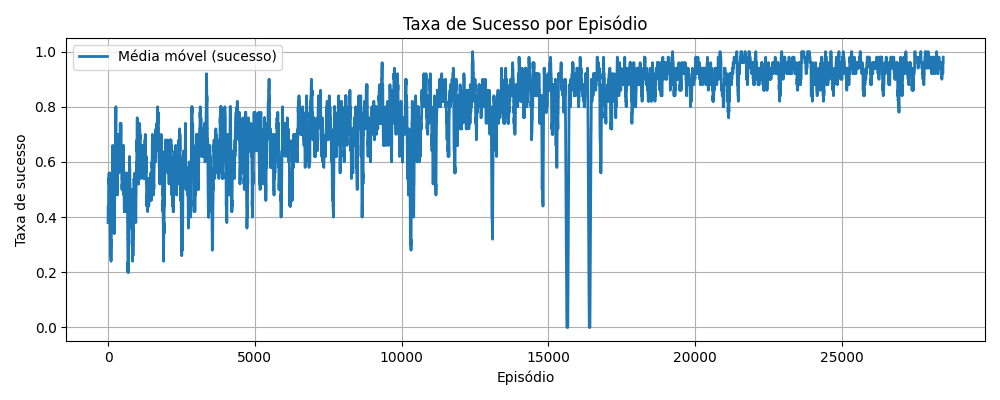 Taxa de Sucesso por Episódio
Média móvel (sucesso)
Taxa de sucesso
1.0
0.8
0.6
0.4
0.2
0.0
0 5000 10000 15000 20000 25000
Episódio